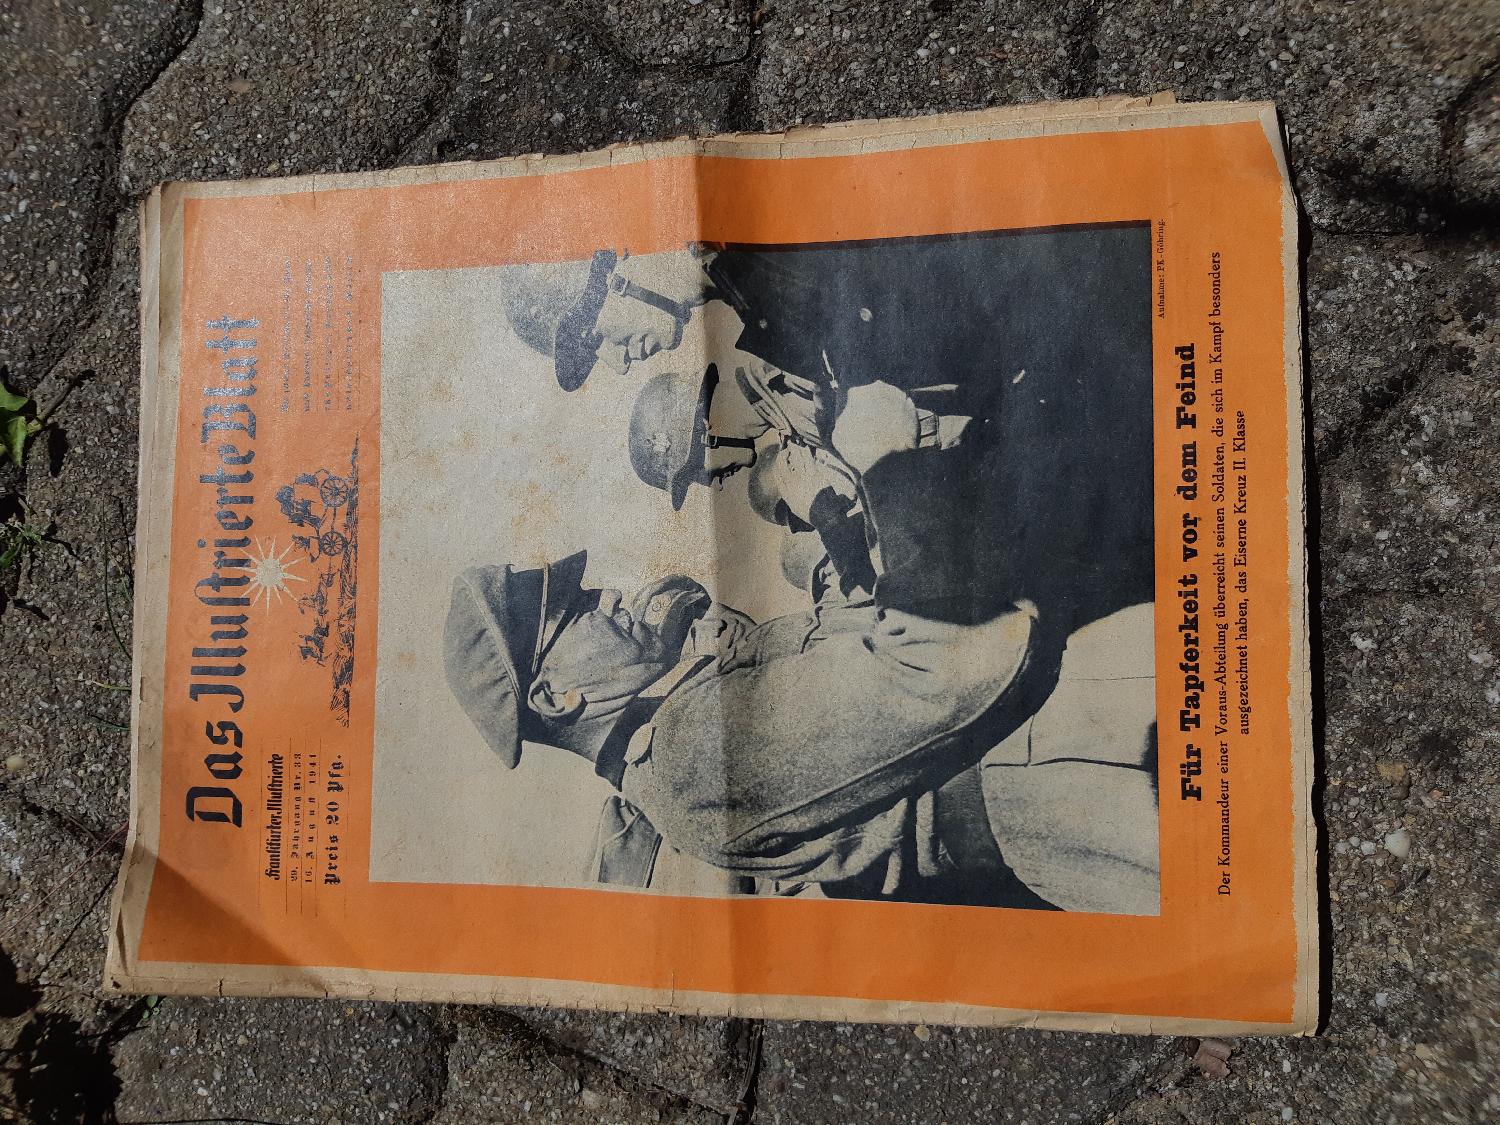 Das Illustrierte Blatt
Frankfurter Illustrierte
29. Jahrgang Nr. 33
16. August 1941
Preis 20 Pfg.
Aufnahme: PK-Göhring.
Für Tapferkeit vor dem Feind
Der Kommandeur einer Voraus-Abteilung überreicht seinen Soldaten, die sich im Kampf besonders
ausgezeichnet haben, das Eiserne Kreuz II. Klasse